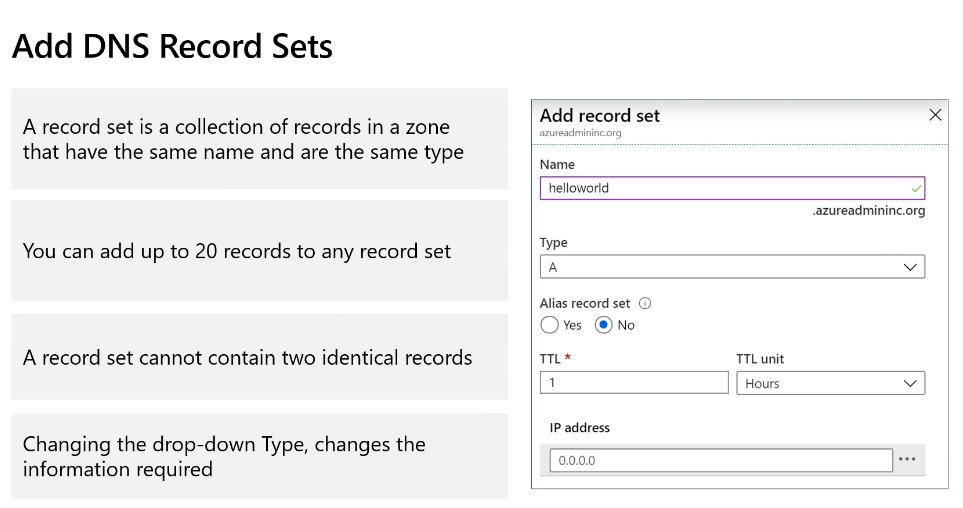 Add DNS Record Sets
A record set is a collection of records in a zone
that have the same name and are the same type
You can add up to 20 records to any record set
A record set cannot contain two identical records
Changing the drop-down Type, changes the
information required
Add record set
azureadmininc.org
Name
helloworld
.azureadmininc.org
Type
A
Alias record set
Yes No
TTL * TTL unit
1 Hours
IP address
0.0.0.0